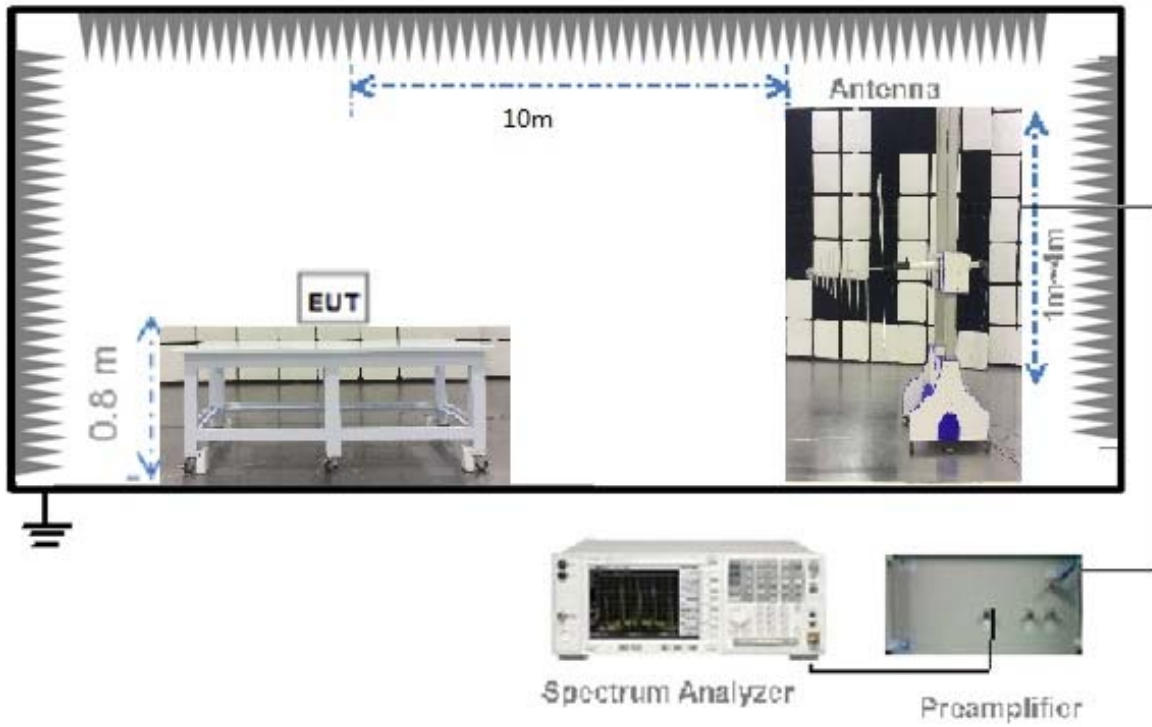 Antenna
10m
1m~4m
EUT
0.8 m
Spectrum Analyzer
Preamplifier